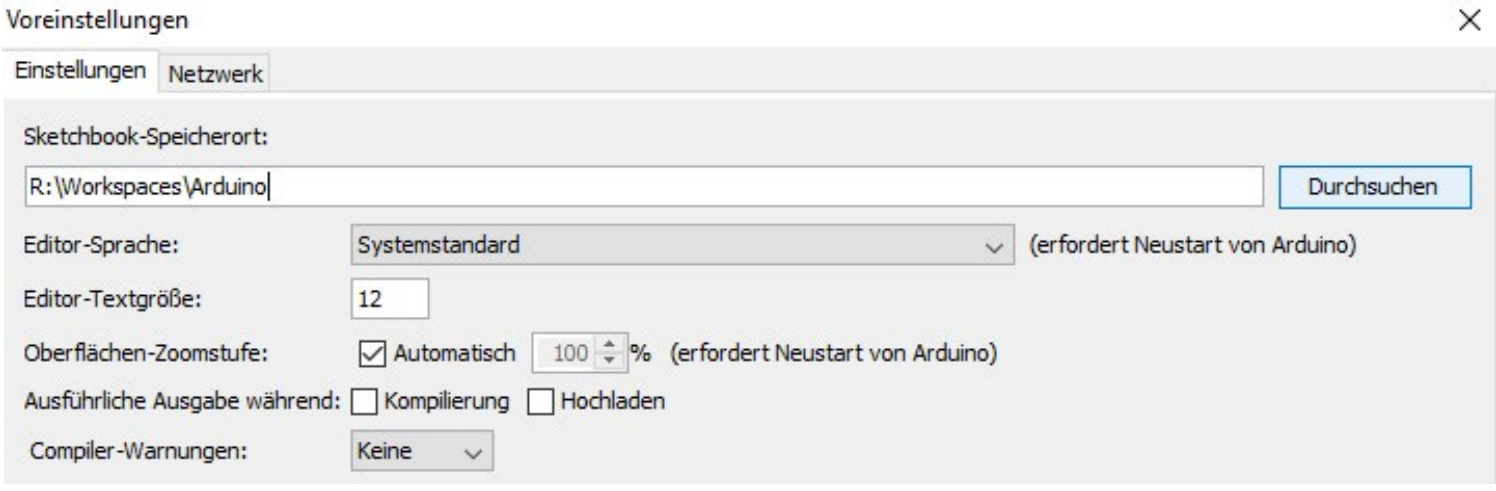 Voreinstellungen
Einstellungen Netzwerk
Sketchbook-Speicherort:
R:\Workspaces\Arduino Durchsuchen
Editor-Sprache: Systemstandard (erfordert Neustart von Arduino)
Editor-Textgröße: 12
Oberflächen-Zoomstufe: Automatisch 100 % (erfordert Neustart von Arduino)
Ausführliche Ausgabe während: Kompilierung Hochladen
Compiler-Warnungen: Keine